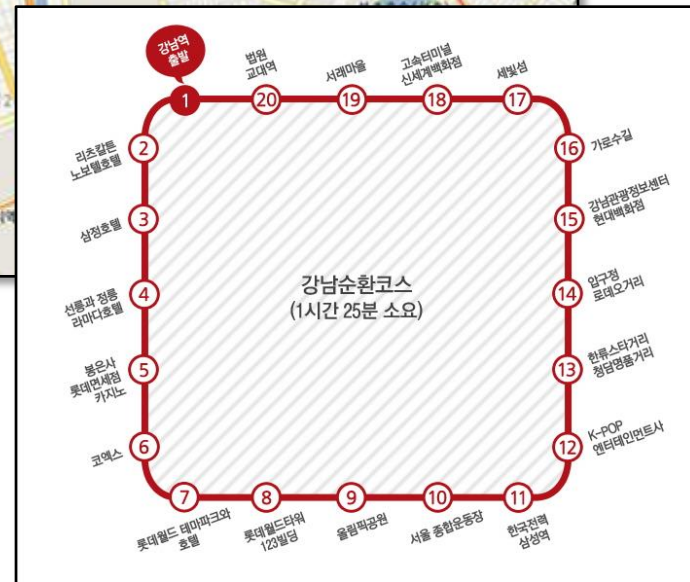 강남역
출발
1
법원
교대역
20
서래마을
19
고속터미널
신세계백화점
18
세빛섬
17
2
리츠칼튼
노보텔호텔
16
가로수길
3
삼정호텔
15
강남관광정보센터
현대백화점
4
선릉과 정릉
라마다호텔
강남순환코스
(1시간 25분 소요)
14
압구정
로데오거리
5
봉은사
롯데면세점
카지노
13
한류스타거리
청담명품거리
6
코엑스
12
K-POP
엔터테인먼트사
7
롯데월드 테마파크와
호텔
8
롯데월드타워
123빌딩
9
올림픽공원
10
서울 종합운동장
11
한국전력
삼성역